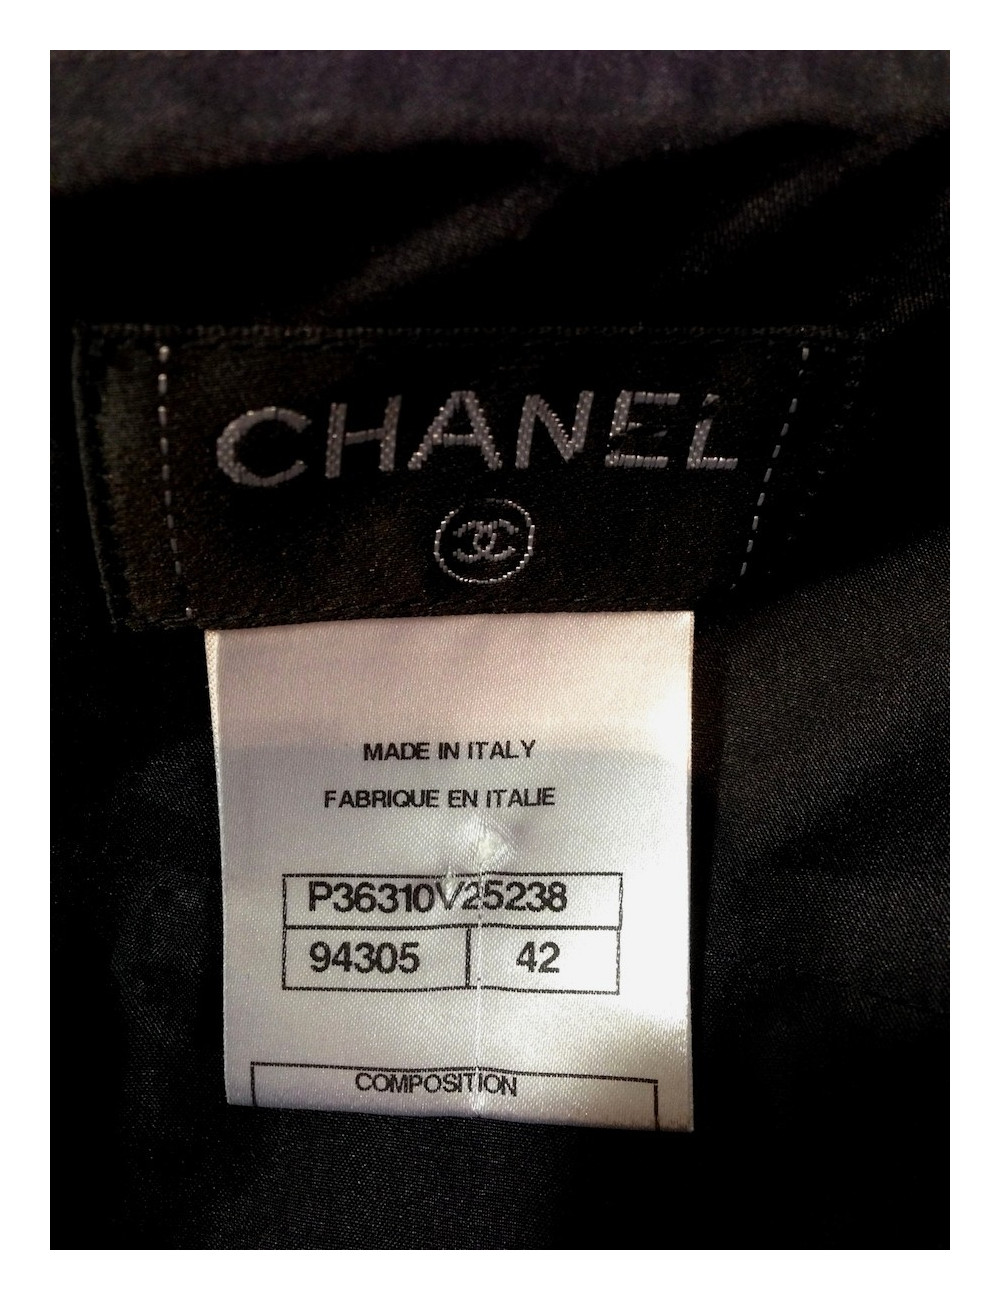 CHANEL
MADE IN ITALY
FABRIQUE EN ITALIE
P36310V25238
94305 42
COMPOSITION